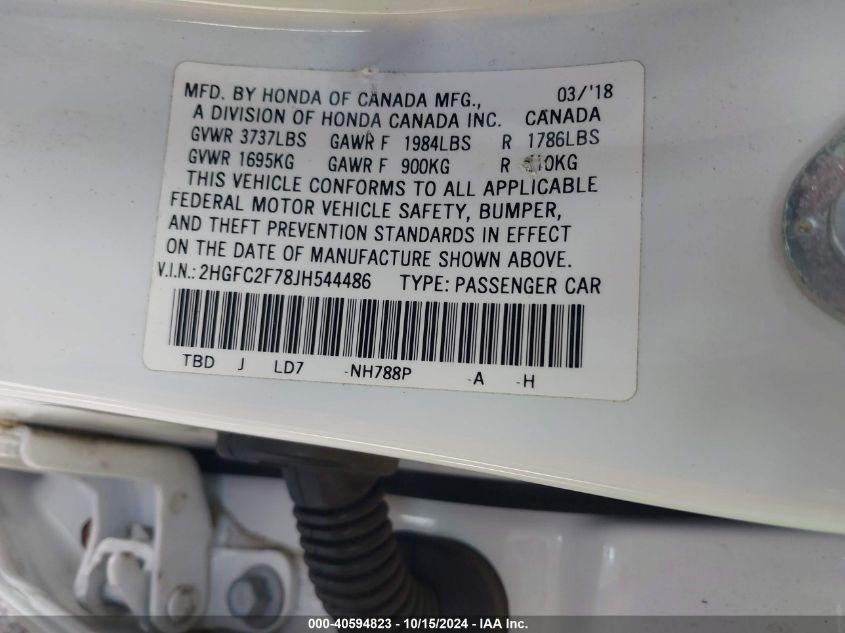 MFD. BY HONDA OF CANADA MFG., 03/'18
A DIVISION OF HONDA CANADA INC. CANADA
GVWR 3737LBS GAWR F 1984LBS R 1786LBS
GVWR 1695KG GAWR F 900KG R
THIS VEHICLE CONFORMS TO ALL APPLICABLE
FEDERAL MOTOR VEHICLE SAFETY, BUMPER,
AND THEFT PREVENTION STANDARDS IN EFFECT
ON THE DATE OF MANUFACTURE SHOWN ABOVE.
V.I.N.: 2HGFC2F78JH544486 TYPE: PASSENGER CAR
TBD J LD7 -NH788P -A -H
000-40594823 - 10/15/2024 - IAA Inc.